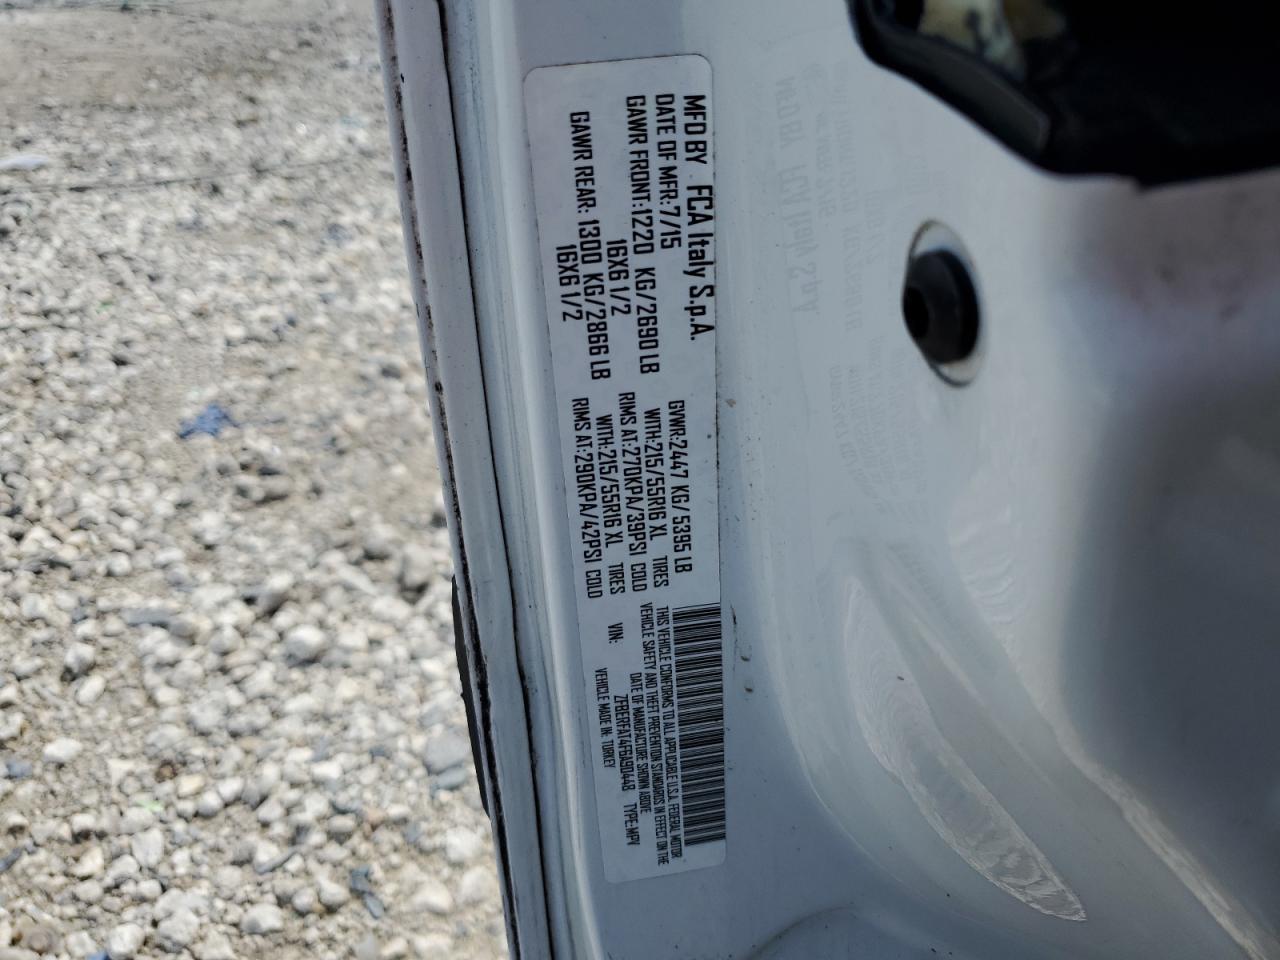 MFD BY FCA Italy S.p.A.
DATE OF MFR: 7/15 GVWR: 2447 KG/ 5395 LB
GAWR FRONT: 1220 KG/2690 LB WITH: 215/55R16 XL TIRES
16X6 1/2 RIMS AT: 270KPA/39PSI COLD
GAWR REAR: 1300 KG/2866 LB WITH: 215/55R16 XL TIRES
16X6 1/2 RIMS AT: 290KPA/42PSI COLD
THIS VEHICLE CONFORMS TO ALL APPLICABLE U.S.A. FEDERAL MOTOR
VEHICLE SAFETY AND THEFT PREVENTION STANDARDS IN EFFECT ON THE
DATE OF MANUFACTURE SHOWN ABOVE
VIN: ZFBERFAT4F6A90448 TYPE: MPV
VEHICLE MADE IN: TURKEY